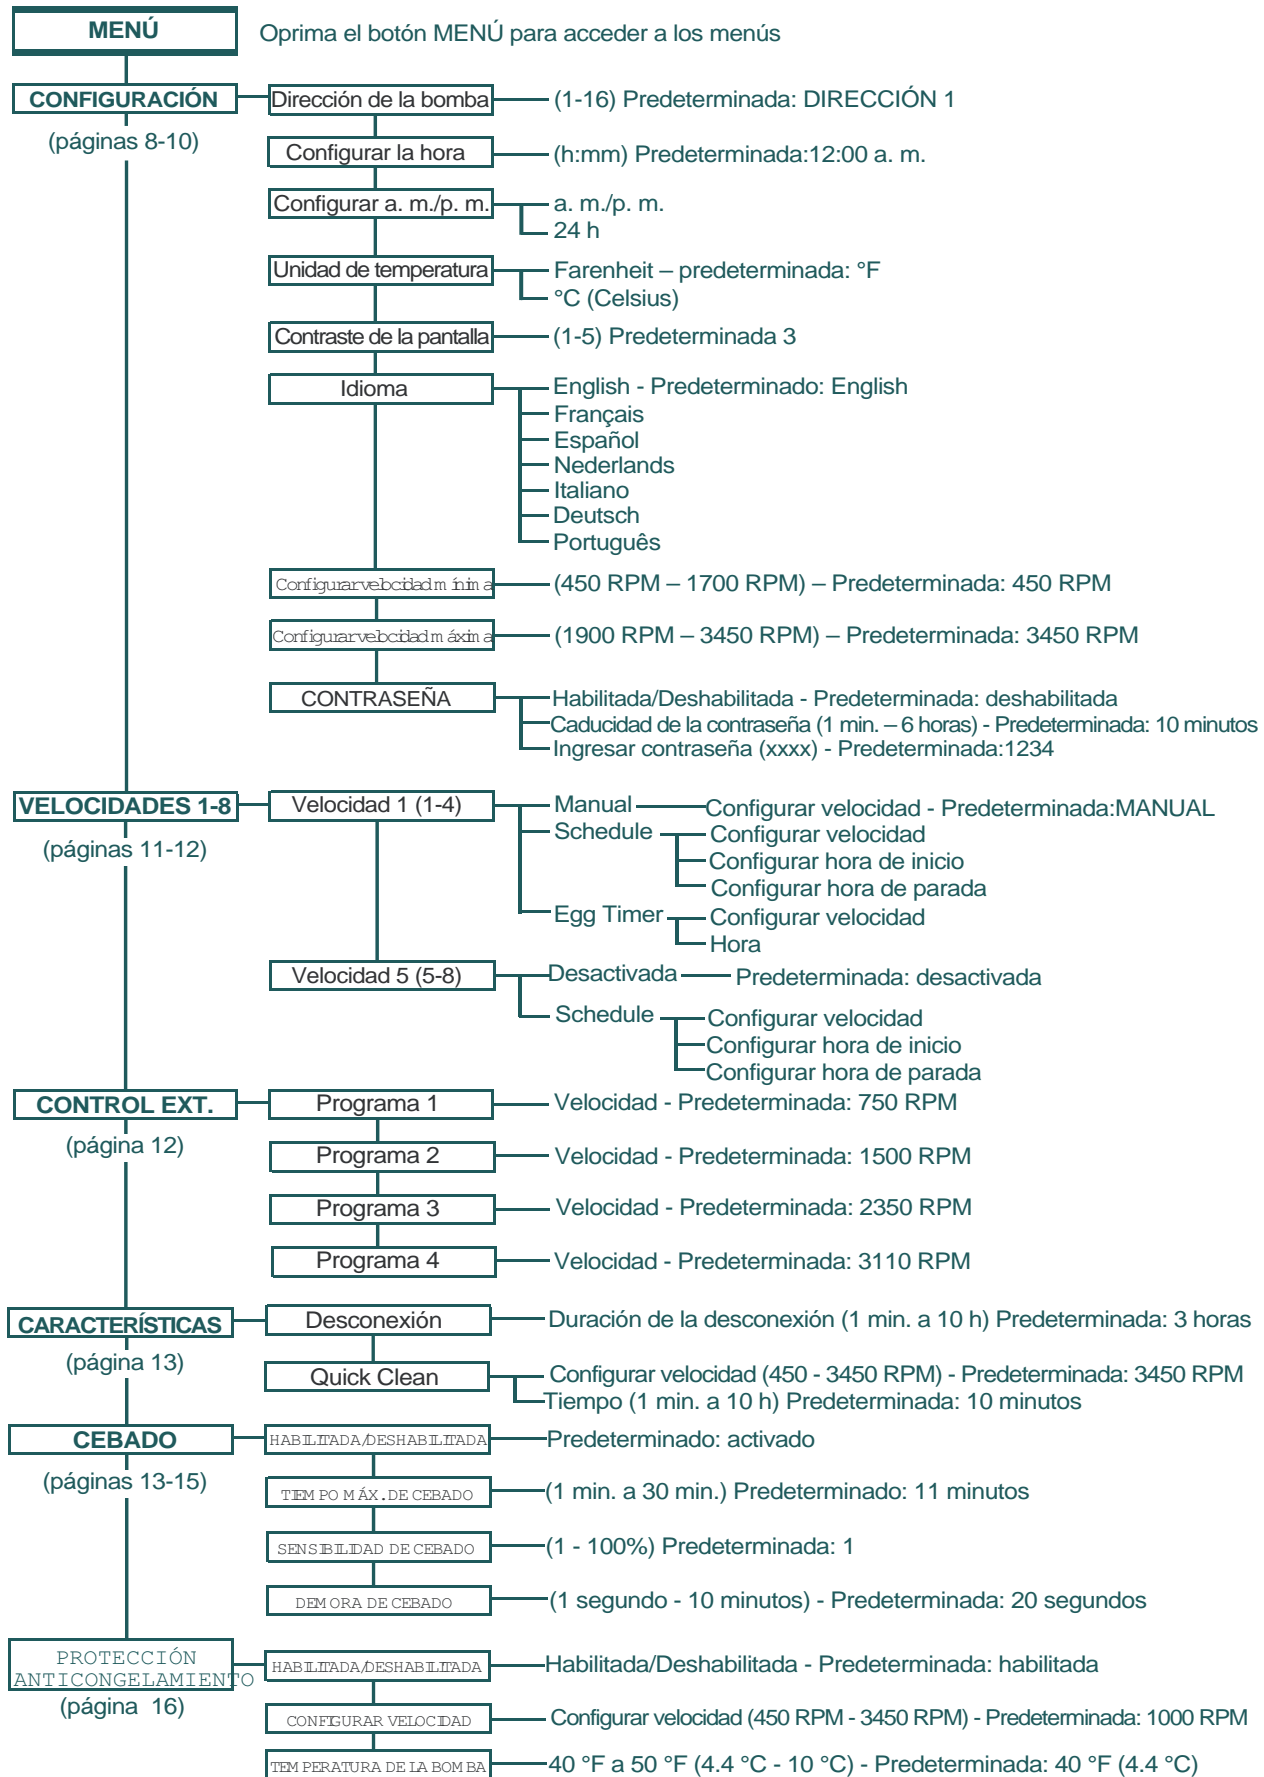 MENÚ
Oprima el botón MENÚ para acceder a los menús
CONFIGURACIÓN
(páginas 8-10)
Dirección de la bomba
(1-16) Predeterminada: DIRECCIÓN 1
Configurar la hora
(h:mm) Predeterminada:12:00 a. m.
Configurar a. m./p. m.
a. m./p. m.
24 h
Unidad de temperatura
Farenheit – predeterminada: °F
°C (Celsius)
Contraste de la pantalla
(1-5) Predeterminada 3
Idioma
English - Predeterminado: English
Français
Español
Nederlands
Italiano
Deutsch
Português
Configurar velocidad mínima
(450 RPM – 1700 RPM) – Predeterminada: 450 RPM
Configurar velocidad máxima
(1900 RPM – 3450 RPM) – Predeterminada: 3450 RPM
CONTRASEÑA
Habilitada/Deshabilitada - Predeterminada: deshabilitada
Caducidad de la contraseña (1 min. – 6 horas) - Predeterminada: 10 minutos
Ingresar contraseña (xxxx) - Predeterminada:1234
VELOCIDADES 1-8
(páginas 11-12)
Velocidad 1 (1-4)
Manual
Configurar velocidad - Predeterminada:MANUAL
Schedule
Configurar velocidad
Configurar hora de inicio
Configurar hora de parada
Egg Timer
Configurar velocidad
Hora
Velocidad 5 (5-8)
Desactivada
Predeterminada: desactivada
Schedule
Configurar velocidad
Configurar hora de inicio
Configurar hora de parada
CONTROL EXT.
(página 12)
Programa 1
Velocidad - Predeterminada: 750 RPM
Programa 2
Velocidad - Predeterminada: 1500 RPM
Programa 3
Velocidad - Predeterminada: 2350 RPM
Programa 4
Velocidad - Predeterminada: 3110 RPM
CARACTERÍSTICAS
(página 13)
Desconexión
Duración de la desconexión (1 min. a 10 h) Predeterminada: 3 horas
Quick Clean
Configurar velocidad (450 - 3450 RPM) - Predeterminada: 3450 RPM
Tiempo (1 min. a 10 h) Predeterminada: 10 minutos
CEBADO
(páginas 13-15)
HABILITADA/DESHABILITADA
Predeterminado: activado
TIEMPO MÁX. DE CEBADO
(1 min. a 30 min.) Predeterminado: 11 minutos
SENSIBILIDAD DE CEBADO
(1 - 100%) Predeterminada: 1
DEMORA DE CEBADO
(1 segundo - 10 minutos) - Predeterminada: 20 segundos
PROTECCIÓN
ANTICONGELAMIENTO
(página 16)
HABILITADA/DESHABILITADA
Habilitada/Deshabilitada - Predeterminada: habilitada
CONFIGURAR VELOCIDAD
Configurar velocidad (450 RPM - 3450 RPM) - Predeterminada: 1000 RPM
TEMPERATURA DE LA BOMBA
40 °F a 50 °F (4.4 °C - 10 °C) - Predeterminada: 40 °F (4.4 °C)